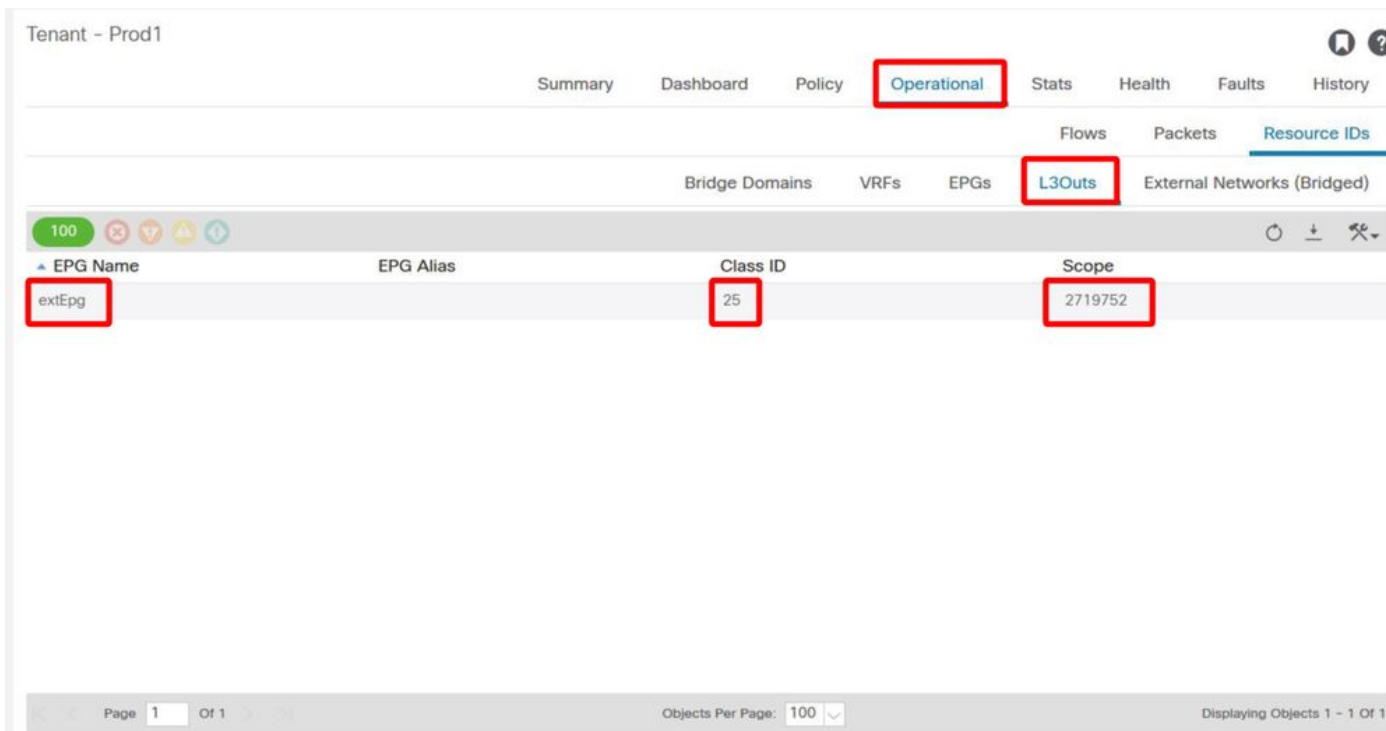 Tenant - Prod1
?
Summary Dashboard Policy Operational Stats Health Faults History
Flows Packets Resource IDs
Bridge Domains VRFs EPGs L3Outs External Networks (Bridged)
100
EPG Name EPG Alias Class ID Scope
extEpg 25 2719752
Page 1 Of 1 Objects Per Page: 100 Displaying Objects 1 - 1 Of 1